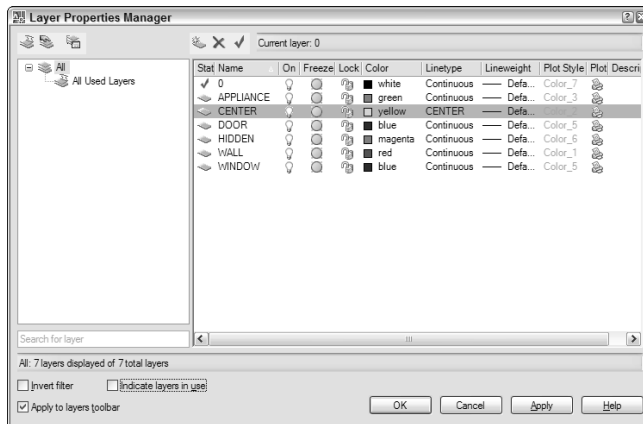 Layer Properties Manager
Current layer: 0
All
All Used Layers
Stat Name On Freeze Lock Color Linetype Lineweight Plot Style Plot Descri
0 white Continuous Defa... Color_7
APPLIANCE green Continuous Defa... Color_3
CENTER yellow CENTER Defa... Color_2
DOOR blue Continuous Defa... Color_5
HIDDEN magenta Continuous Defa... Color_6
WALL red Continuous Defa... Color_1
WINDOW blue Continuous Defa... Color_5
Search for layer
All: 7 layers displayed of 7 total layers
Invert filter Indicate layers in use
Apply to layers toolbar OK Cancel Apply Help